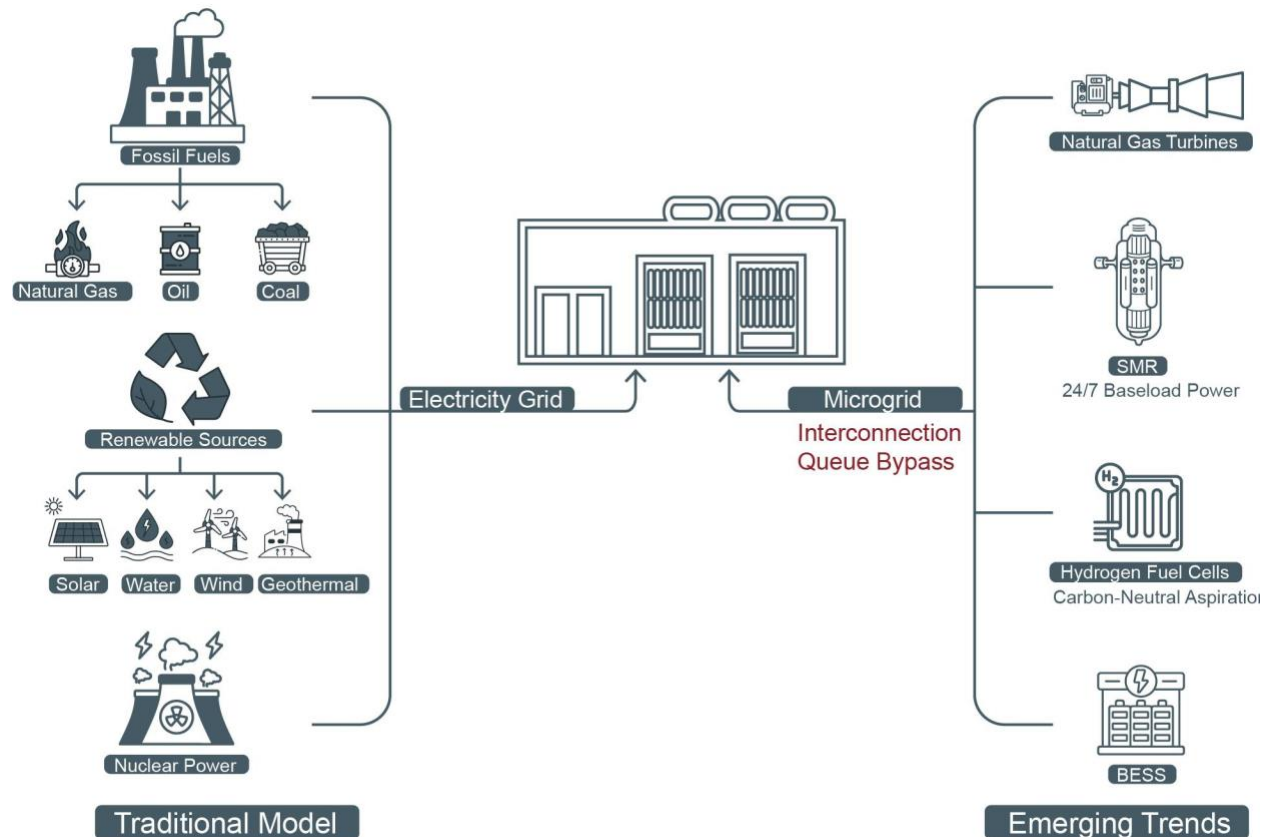 Fossil Fuels
Natural Gas
Oil
Coal
Renewable Sources
Solar
Water
Wind
Geothermal
Nuclear Power
Traditional Model
Electricity Grid
Microgrid
Interconnection
Queue Bypass
Natural Gas Turbines
SMR
24/7 Baseload Power
H₂
Hydrogen Fuel Cells
Carbon-Neutral Aspiration
BESS
Emerging Trends